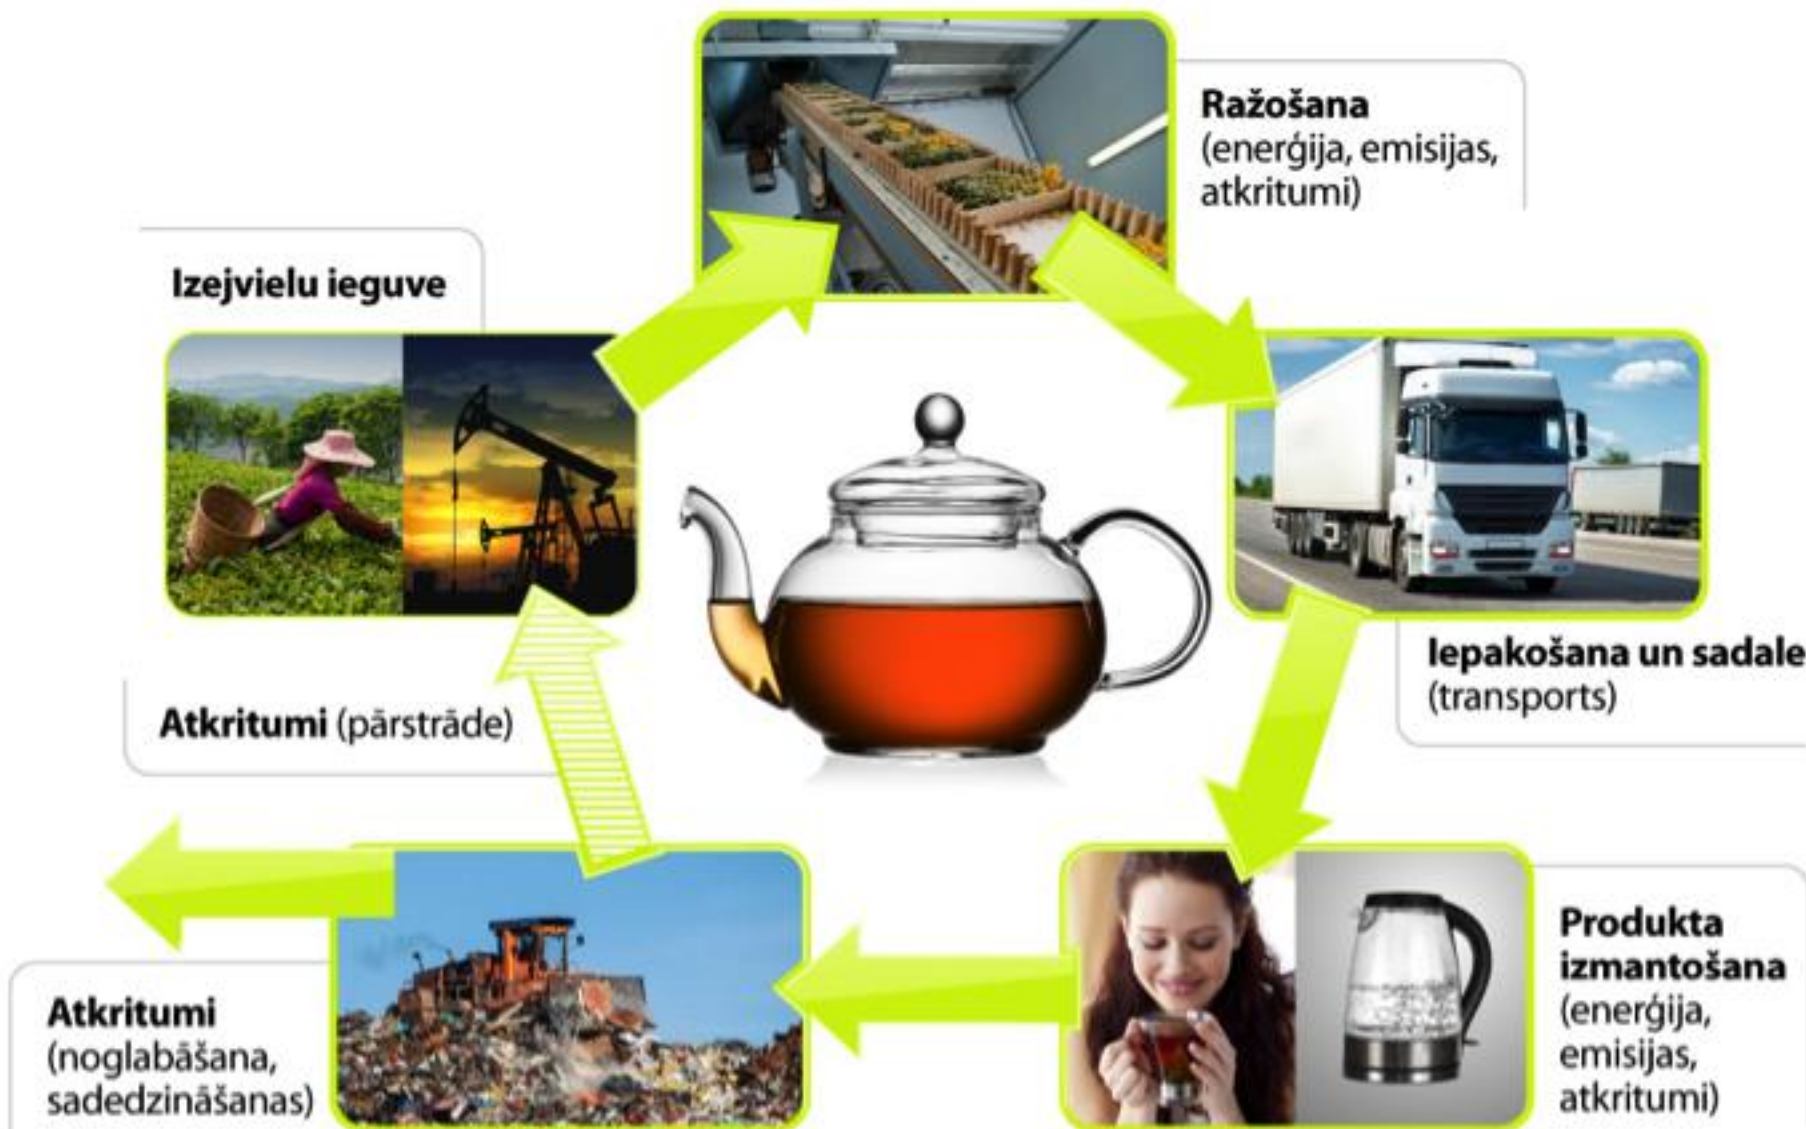 Ražošana
(enerģija, emisijas,
atkritumi)
Izejvielu ieguve
Iepakošana un sadale
(transports)
Atkritumi (pārstrāde)
Produkta
izmantošana
(enerģija,
emisijas,
atkritumi)
Atkritumi
(noglabāšana,
sadedzināšanas)